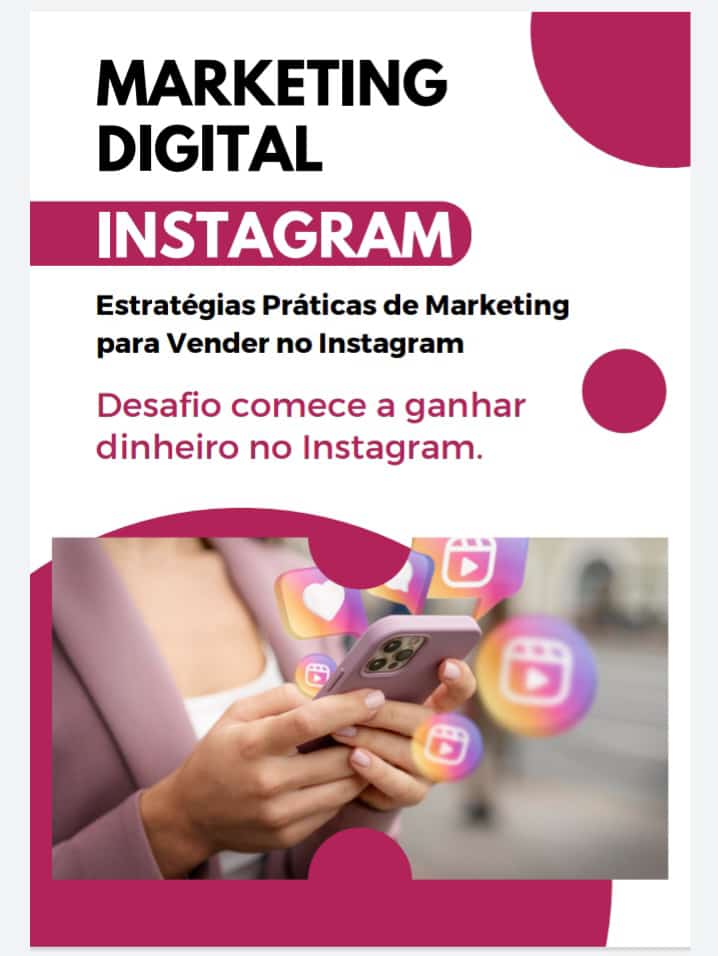 MARKETING
DIGITAL
INSTAGRAM
Estratégias Práticas de Marketing
para Vender no Instagram
Desafio comece a ganhar
dinheiro no Instagram.